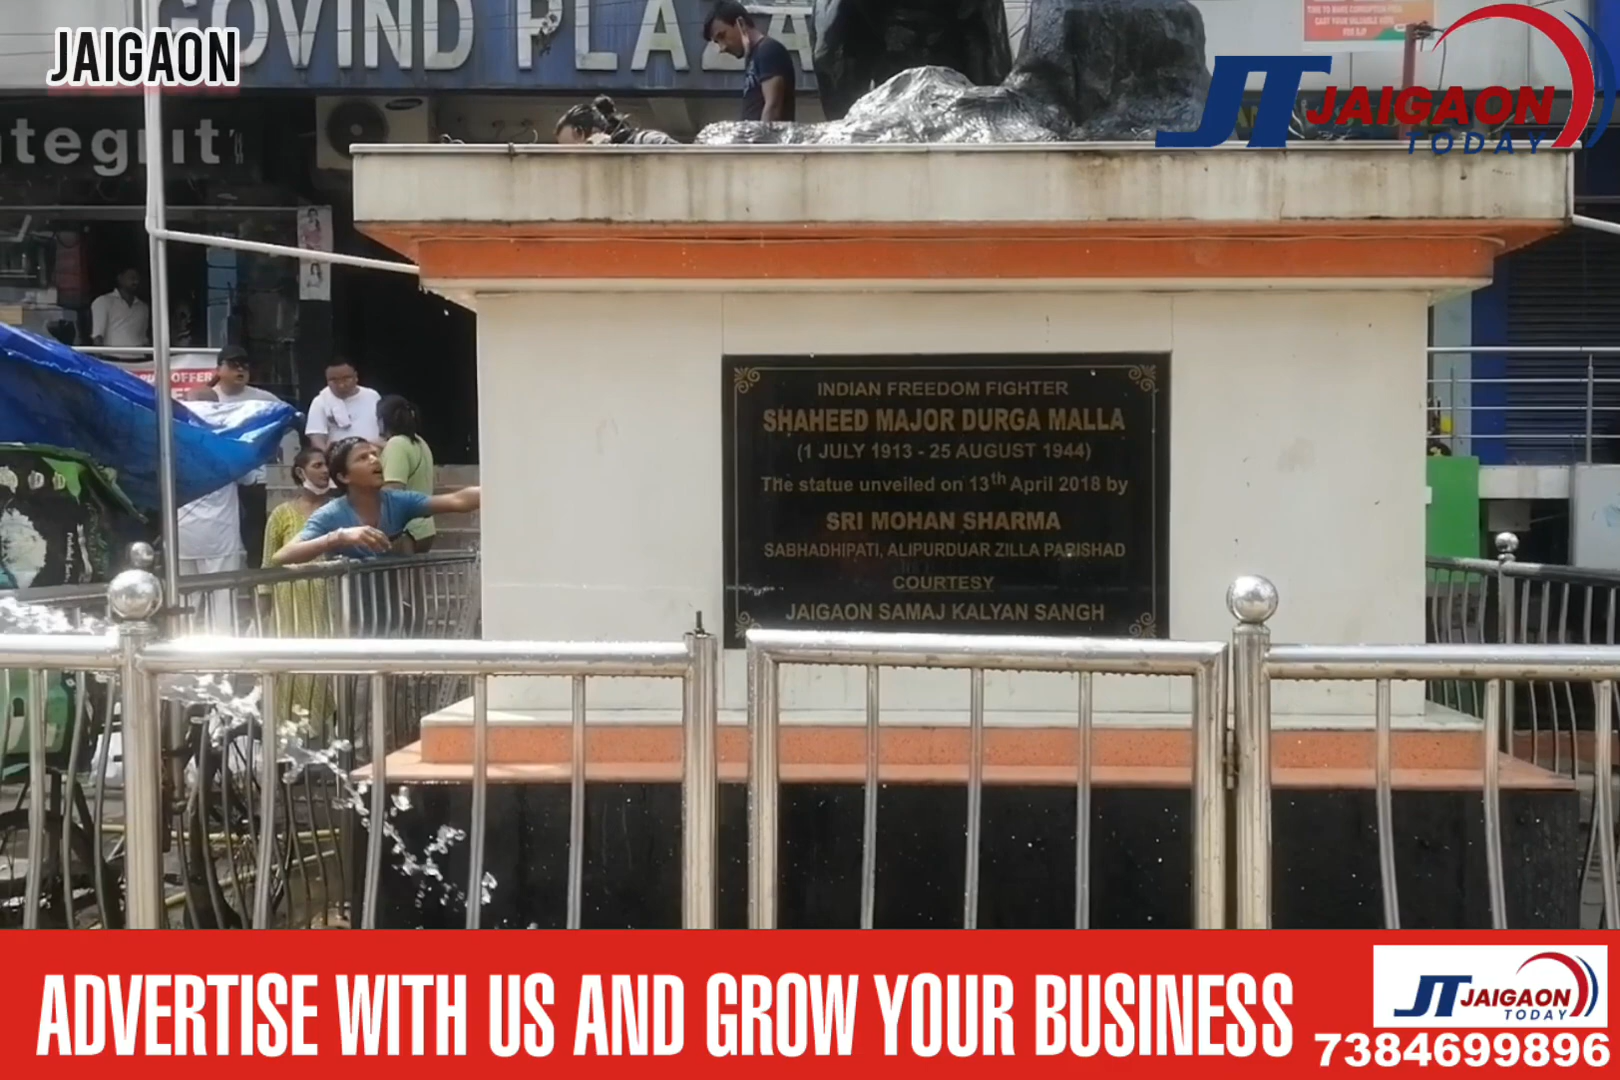 GOVIND PLAZA
JAIGAON
JT JAIGAON
TODAY
INDIAN FREEDOM FIGHTER
SHAHEED MAJOR DURGA MALLA
(1 JULY 1913 - 25 AUGUST 1944)
The statue unveiled on 13th April 2018 by
SRI MOHAN SHARMA
SABHADHIPATI, ALIPURDUAR ZILLA PARISHAD
COURTESY
JAIGAON SAMAJ KALYAN SANGH
OFFER
ADVERTISE WITH US AND GROW YOUR BUSINESS
JT JAIGAON
TODAY
7384699896